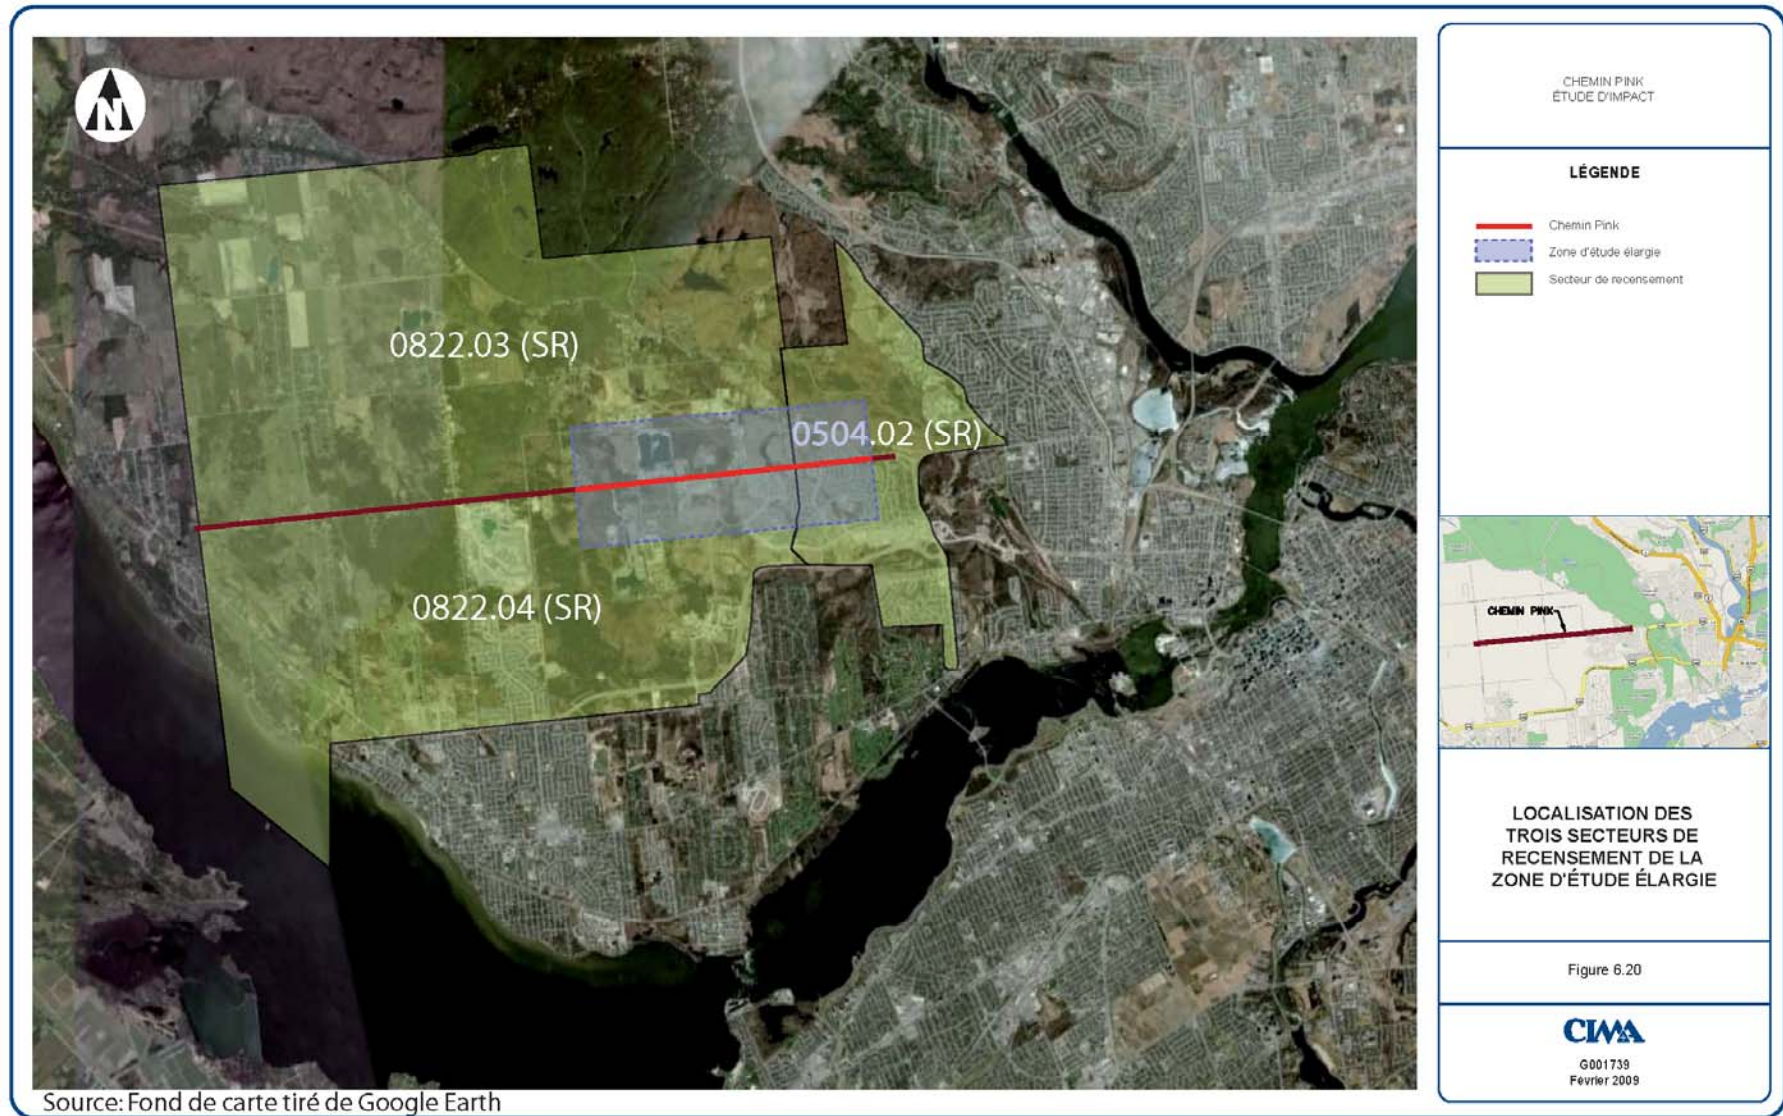 N
0822.03 (SR)
0504.02 (SR)
0822.04 (SR)
Source: Fond de carte tiré de Google Earth
CHEMIN PINK
ÉTUDE D'IMPACT
LÉGENDE
Chemin Pink
Zone d'étude élargie
Secteur de recensement
CHEMIN PINK
LOCALISATION DES
TROIS SECTEURS DE
RECENSEMENT DE LA
ZONE D'ÉTUDE ÉLARGIE
Figure 6.20
CIMA
G001739
Février 2009